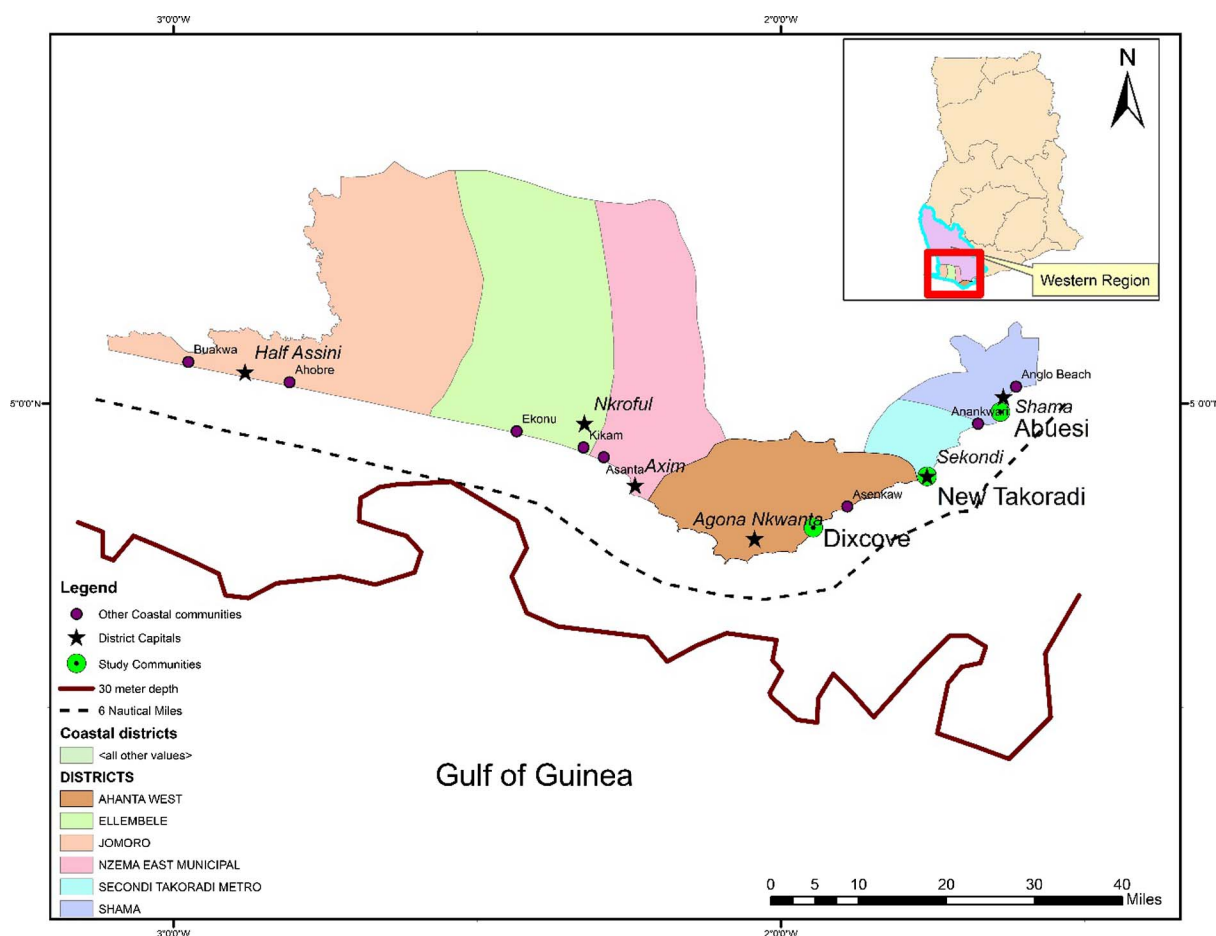 3°0'0"W
2°0'0"W
N
Western Region
Buakwa
Half Assini
Ahobre
Anglo Beach
5°0'0"N
5°0'0"N
Nkroful
Shama
Ekonu
Anankwari
Abuesi
Kikam
Asanta
Axim
Sekondi
New Takoradi
Asenkaw
Agona Nkwanta
Dixcove
Legend
Other Coastal communities
District Capitals
Study Communities
30 meter depth
6 Nautical Miles
Coastal districts
<all other values>
DISTRICTS
AHANTA WEST
ELLEMBELE
JOMORO
NZEMA EAST MUNICIPAL
SECONDI TAKORADI METRO
SHAMA
Gulf of Guinea
0 5 10 20 30 40
Miles
3°0'0"W
2°0'0"W